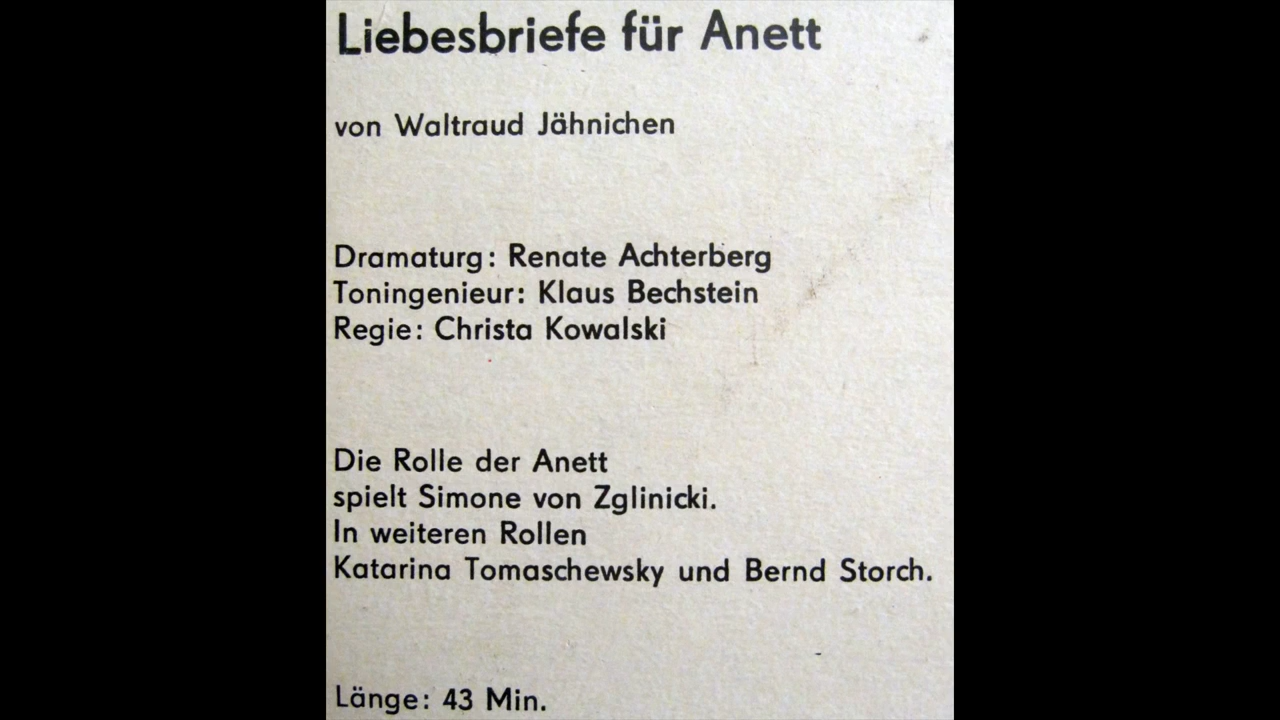 Liebesbriefe für Anett
von Waltraud Jähnichen
Dramaturg: Renate Achterberg
Toningenieur: Klaus Bechstein
Regie: Christa Kowalski
Die Rolle der Anett
spielt Simone von Zglinicki.
In weiteren Rollen
Katarina Tomaschewsky und Bernd Storch.
Länge: 43 Min.